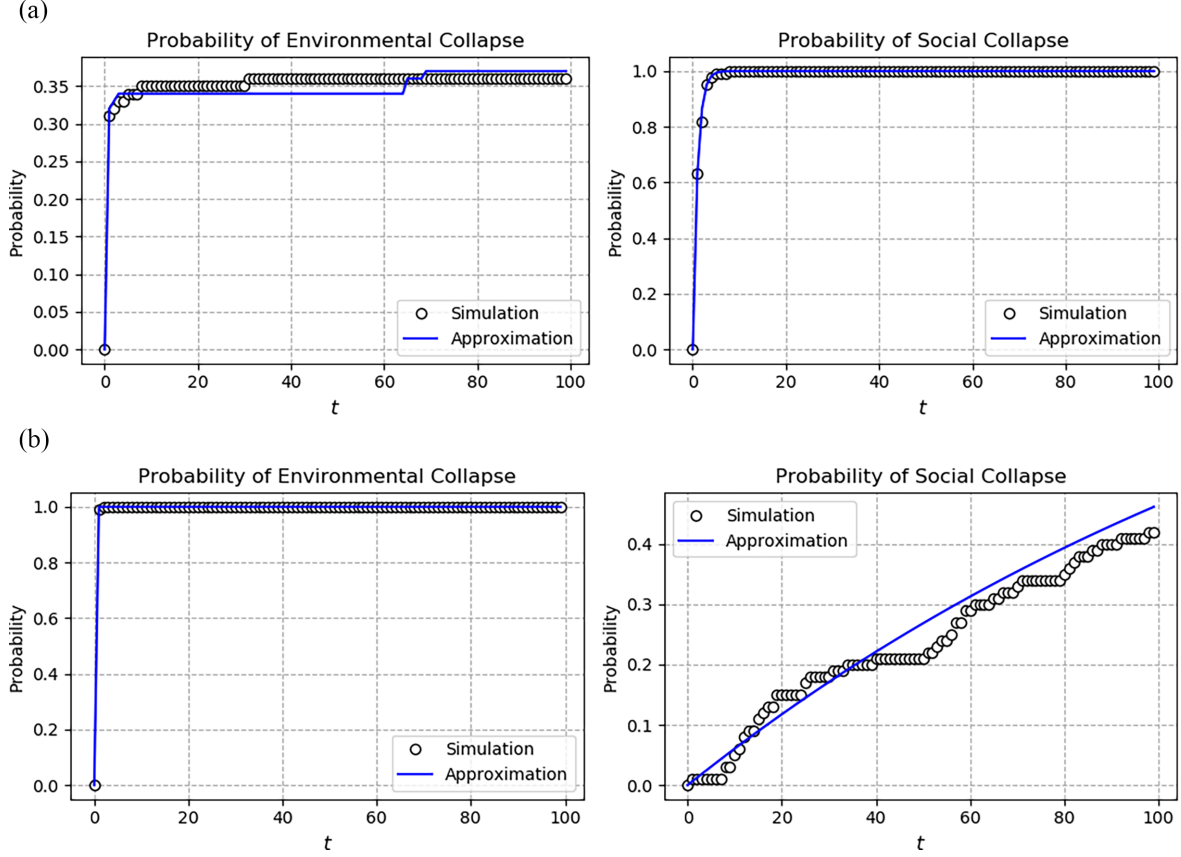 (a)
Probability of Environmental Collapse
Probability of Social Collapse
0.35
0.30
0.25
0.20
0.15
0.10
0.05
0.00
Probability
Simulation
Approximation
0 20 40 60 80 100
t
1.0
0.8
0.6
0.4
0.2
0.0
Probability
Simulation
Approximation
0 20 40 60 80 100
t
(b)
Probability of Environmental Collapse
Probability of Social Collapse
1.0
0.8
0.6
0.4
0.2
0.0
Probability
Simulation
Approximation
0 20 40 60 80 100
t
Simulation
Approximation
0.4
0.3
0.2
0.1
0.0
Probability
0 20 40 60 80 100
t